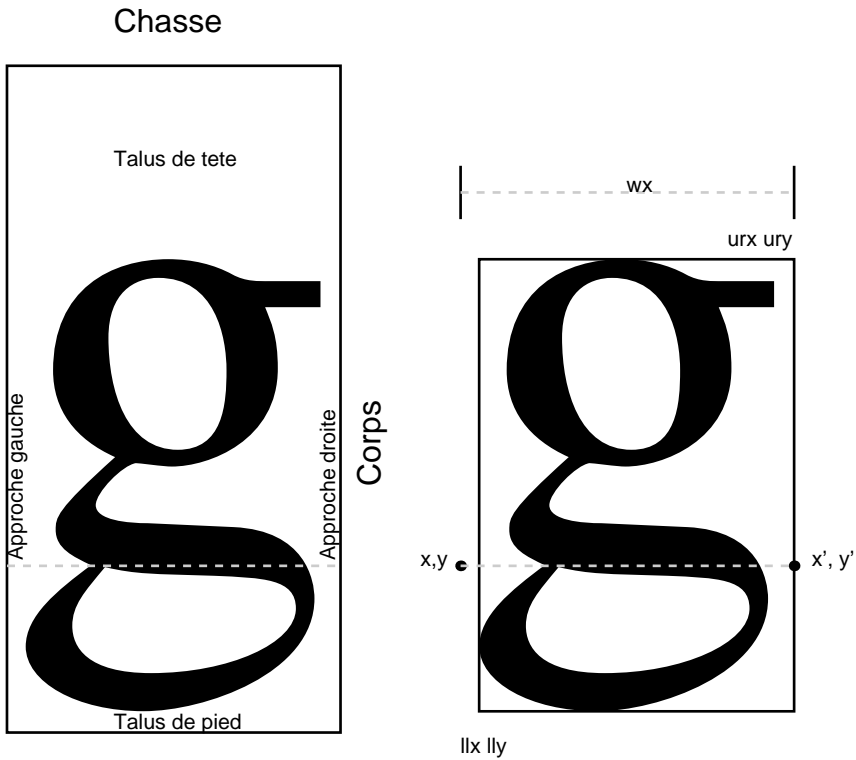 Chasse
Talus de tete
Approche gauche
Approche droite
Corps
g
Talus de pied
wx
urx ury
g
x,y
x’, y’
llx lly